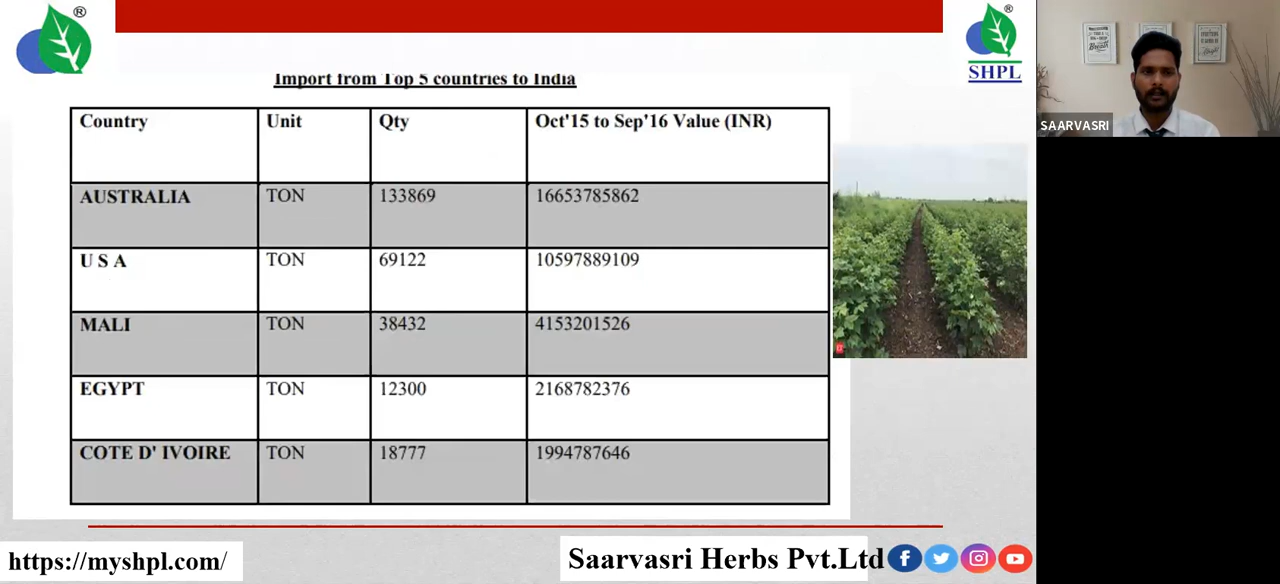 ®
®
SHPL
Import from Top 5 countries to India
Country Unit Qty Oct'15 to Sep'16 Value (INR)
AUSTRALIA TON 133869 16653785862
U S A TON 69122 10597889109
MALI TON 38432 4153201526
EGYPT TON 12300 2168782376
COTE D' IVOIRE TON 18777 1994787646
SAARVASRI
https://myshpl.com/
Saarvasri Herbs Pvt.Ltd